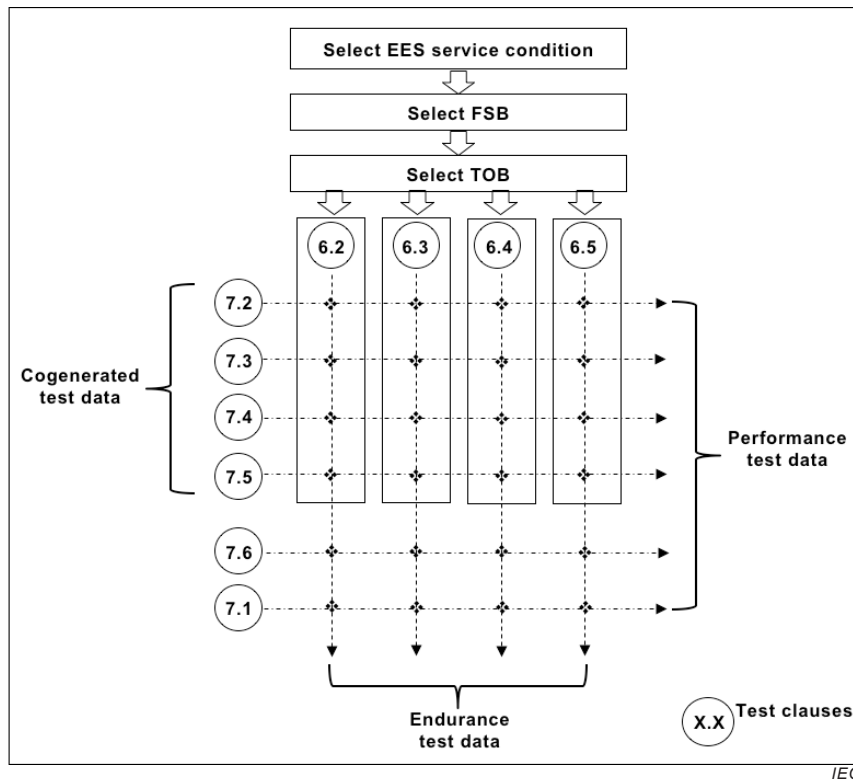 Select EES service condition
Select FSB
Select TOB
6.2 6.3 6.4 6.5
7.2
7.3
Cogenerated
test data
7.4
Performance
test data
7.5
7.6
7.1
Endurance
test data
X.X Test clauses
IEC